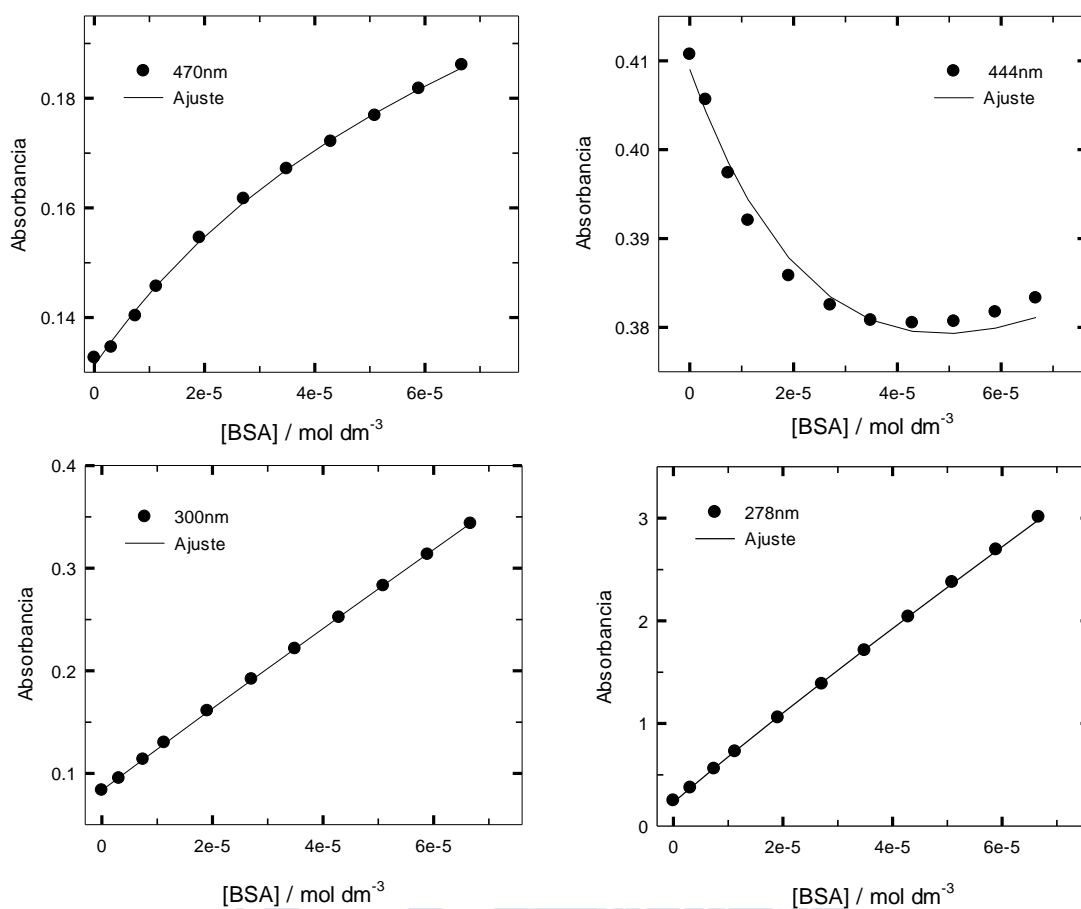 470nm
Ajuste
0.18
0.16
0.14
Absorbancia
0
2e-5
4e-5
6e-5
[BSA] / mol dm-3
444nm
Ajuste
0.41
0.40
0.39
0.38
Absorbancia
0
2e-5
4e-5
6e-5
[BSA] / mol dm-3
300nm
Ajuste
0.4
0.3
0.2
0.1
Absorbancia
0
2e-5
4e-5
6e-5
[BSA] / mol dm-3
278nm
Ajuste
3
2
1
0
Absorbancia
0
2e-5
4e-5
6e-5
[BSA] / mol dm-3